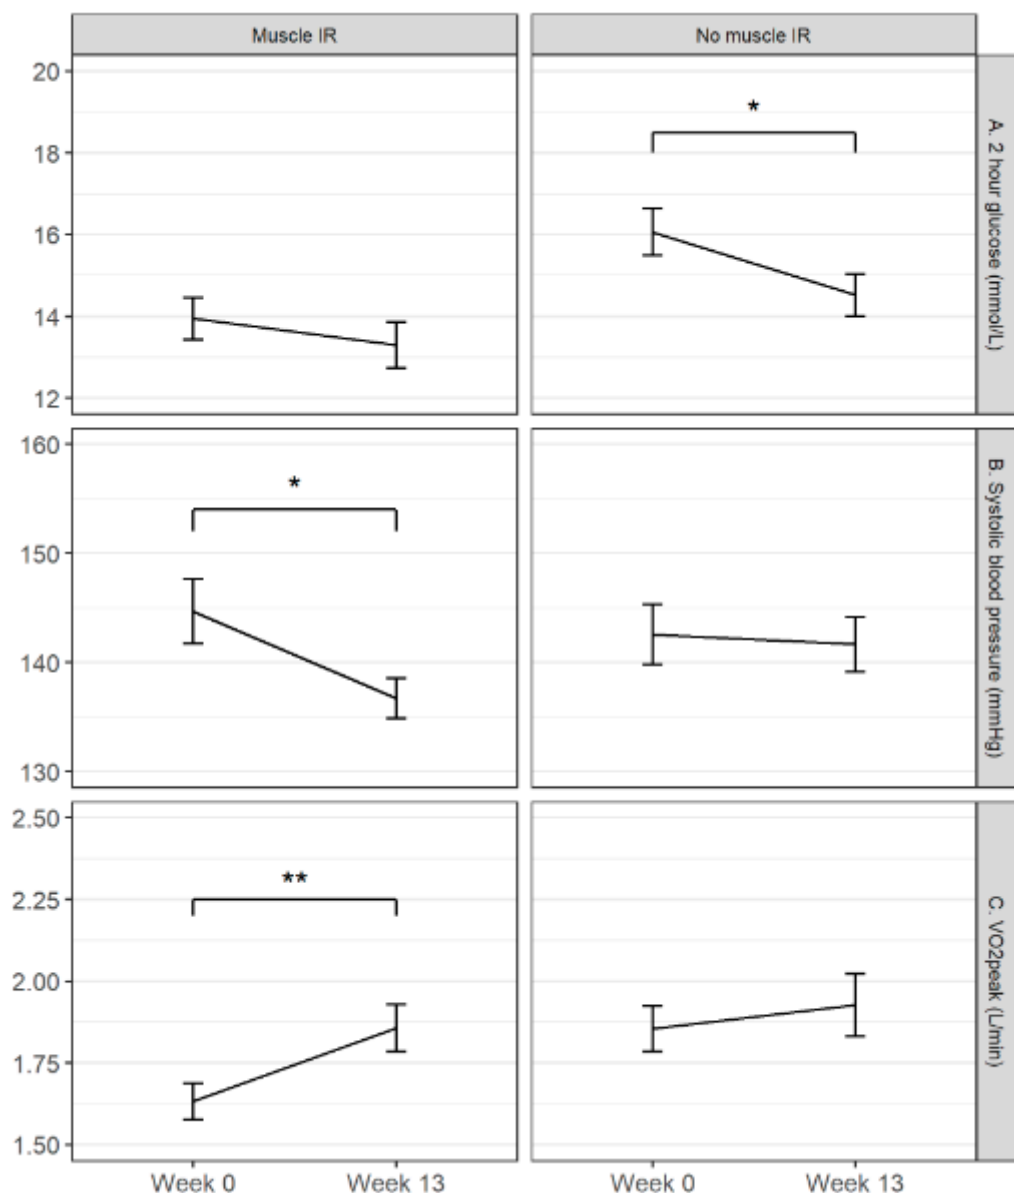 Muscle IR
No muscle IR
20
18
16
14
12
*
A. 2 hour glucose (mmol/L)
160
150
140
130
*
B. Systolic blood pressure (mmHg)
2.50
2.25
2.00
1.75
1.50
**
C. VO2peak (L/min)
Week 0
Week 13
Week 0
Week 13